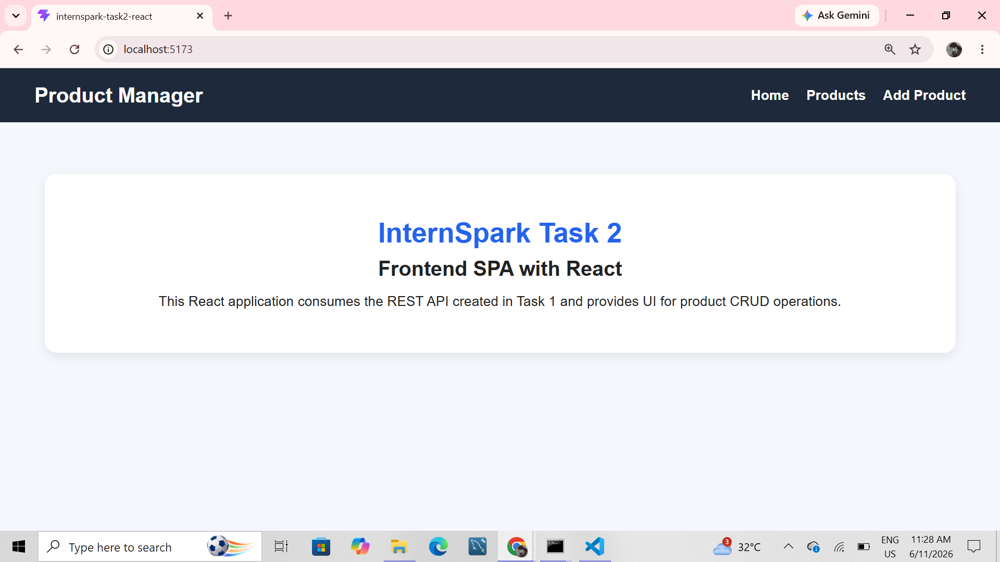 internspark-task2-react
Ask Gemini
localhost:5173
Product Manager
Home Products Add Product
InternSpark Task 2
Frontend SPA with React
This React application consumes the REST API created in Task 1 and provides UI for product CRUD operations.
Type here to search
3
32°C
ENG
US
11:28 AM
6/11/2026